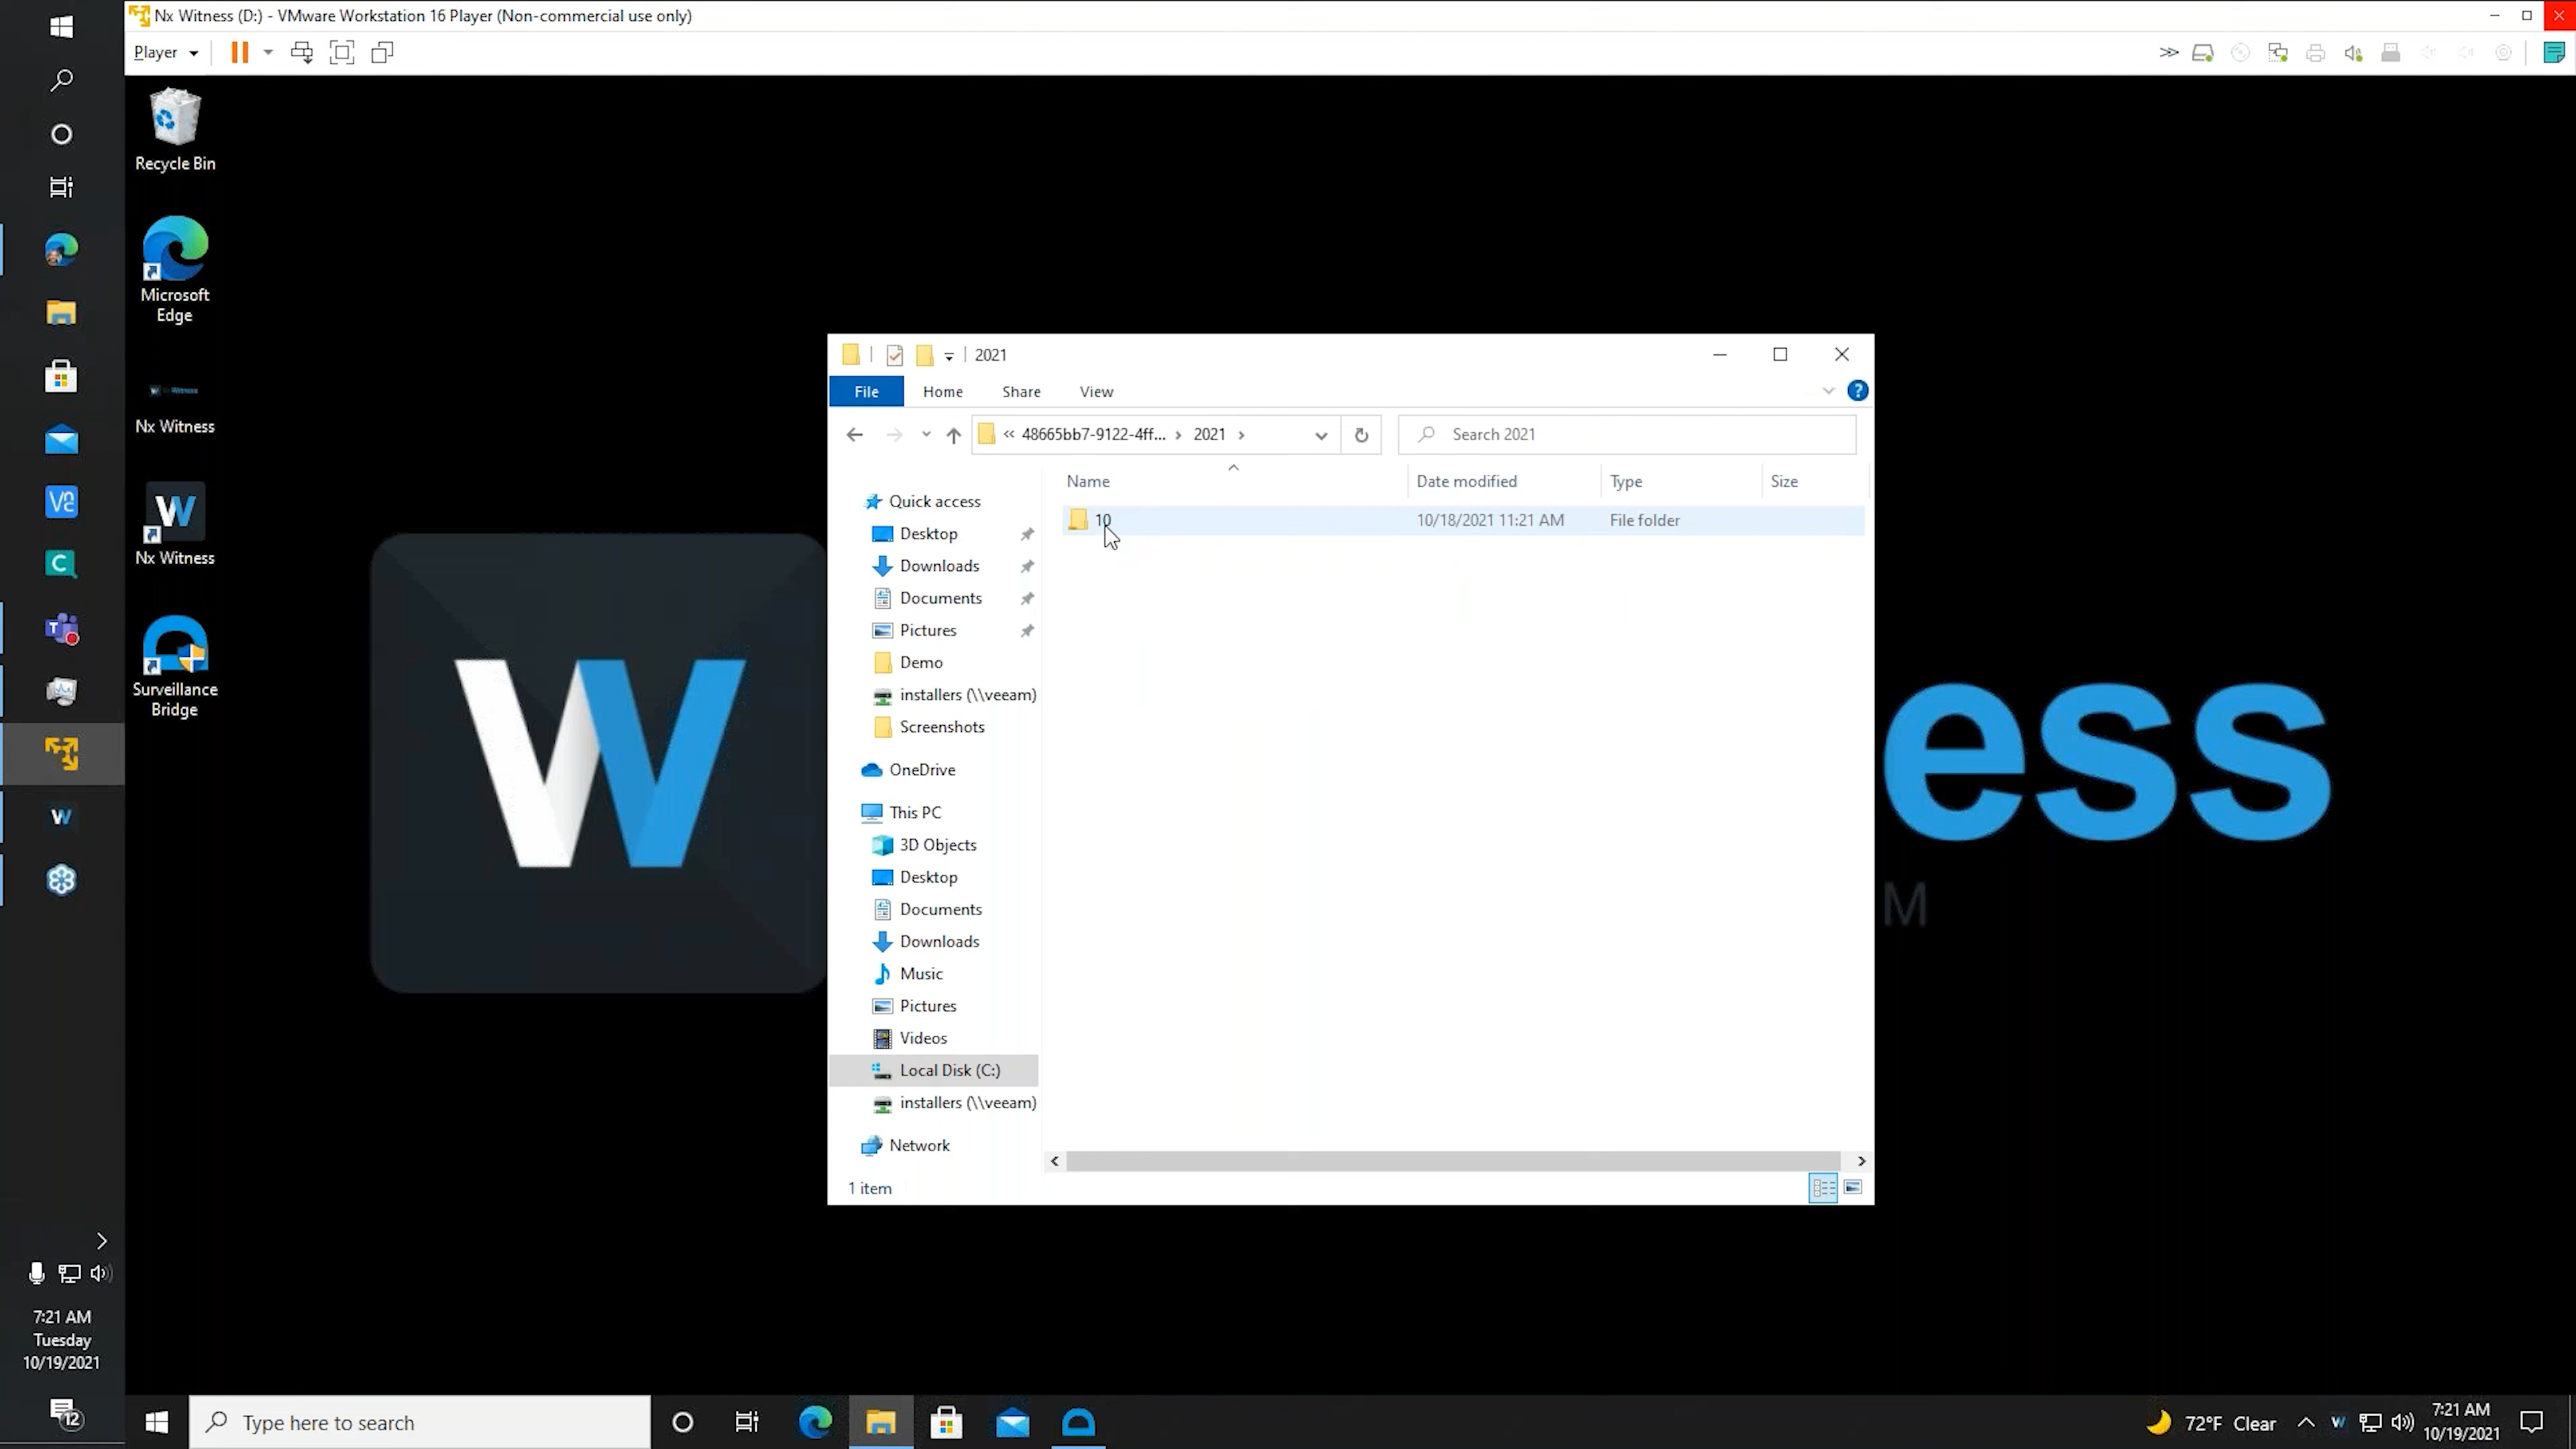 Nx Witness (D:) - VMware Workstation 16 Player (Non-commercial use only)
Player
Recycle Bin
Microsoft
Edge
Witness
Nx Witness
W
Nx Witness
Surveillance
Bridge
W
ess
M
2021
File
Home
Share
View
?
« 48665bb7-9122-4ff... › 2021 ›
Search 2021
Name
Date modified
Type
Size
10
10/18/2021 11:21 AM
File folder
Quick access
Desktop
Downloads
Documents
Pictures
Demo
installers (\\veeam)
Screenshots
OneDrive
This PC
3D Objects
Desktop
Documents
Downloads
Music
Pictures
Videos
Local Disk (C:)
installers (\\veeam)
Network
1 item
7:21 AM
Tuesday
10/19/2021
12
Type here to search
72°F Clear
7:21 AM
10/19/2021